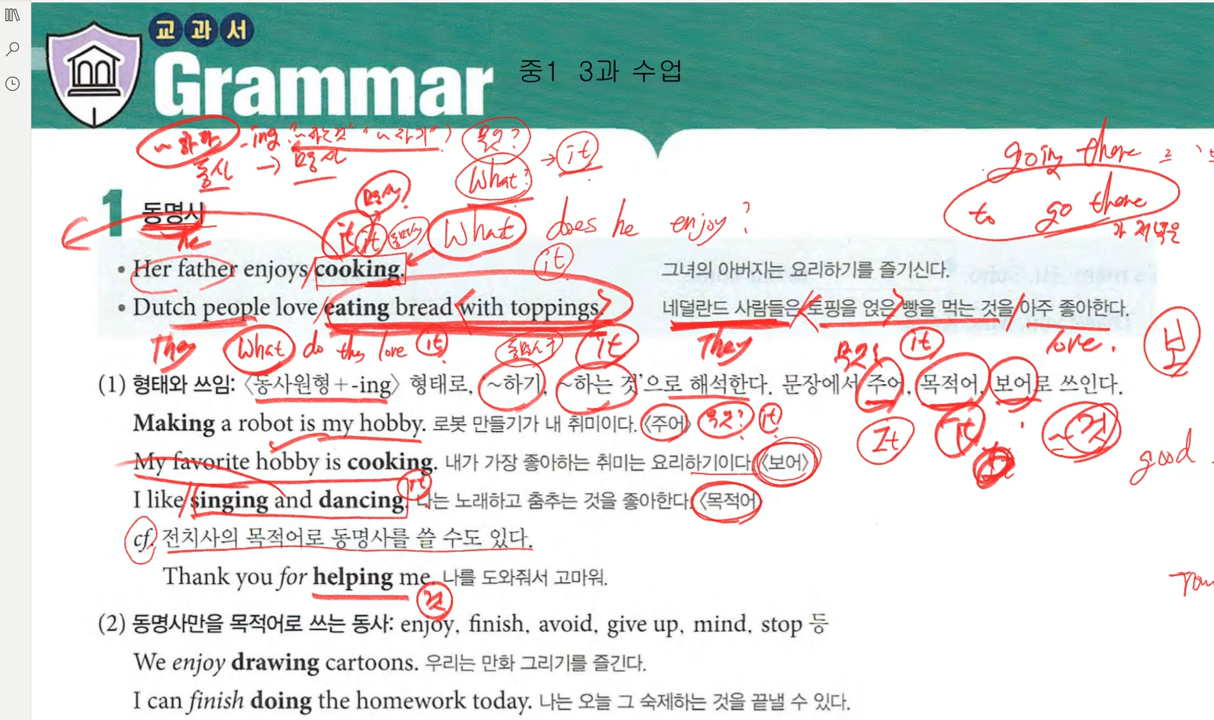 교과서
Grammar 중1 3과 수업
~하다 -ing "~하는것" "~하기" 무엇?
동사 → 동명사 What? → it
going there
to go there
1 동명사
it it What does he enjoy?
He it
• Her father enjoys cooking. 그녀의 아버지는 요리하기를 즐기신다.
• Dutch people love eating bread with toppings. 네덜란드 사람들은 토핑을 얹은 빵을 먹는 것을 아주 좋아한다.
They What do they love it it They it love.
보
(1) 형태와 쓰임: 〈동사원형+-ing〉 형태로, '~하기, ~하는 것'으로 해석한다. 문장에서 주어, 목적어, 보어로 쓰인다.
Making a robot is my hobby. 로봇 만들기가 내 취미이다. 〈주어〉 무엇? it
It it ~것
My favorite hobby is cooking. 내가 가장 좋아하는 취미는 요리하기이다. 〈보어〉
good
I like singing and dancing. 나는 노래하고 춤추는 것을 좋아한다. 〈목적어
it
cf. 전치사의 목적어로 동명사를 쓸 수도 있다.
Thank you for helping me. 나를 도와줘서 고마워.
것
(2) 동명사만을 목적어로 쓰는 동사: enjoy, finish, avoid, give up, mind, stop 등
We enjoy drawing cartoons. 우리는 만화 그리기를 즐긴다.
I can finish doing the homework today. 나는 오늘 그 숙제하는 것을 끝낼 수 있다.